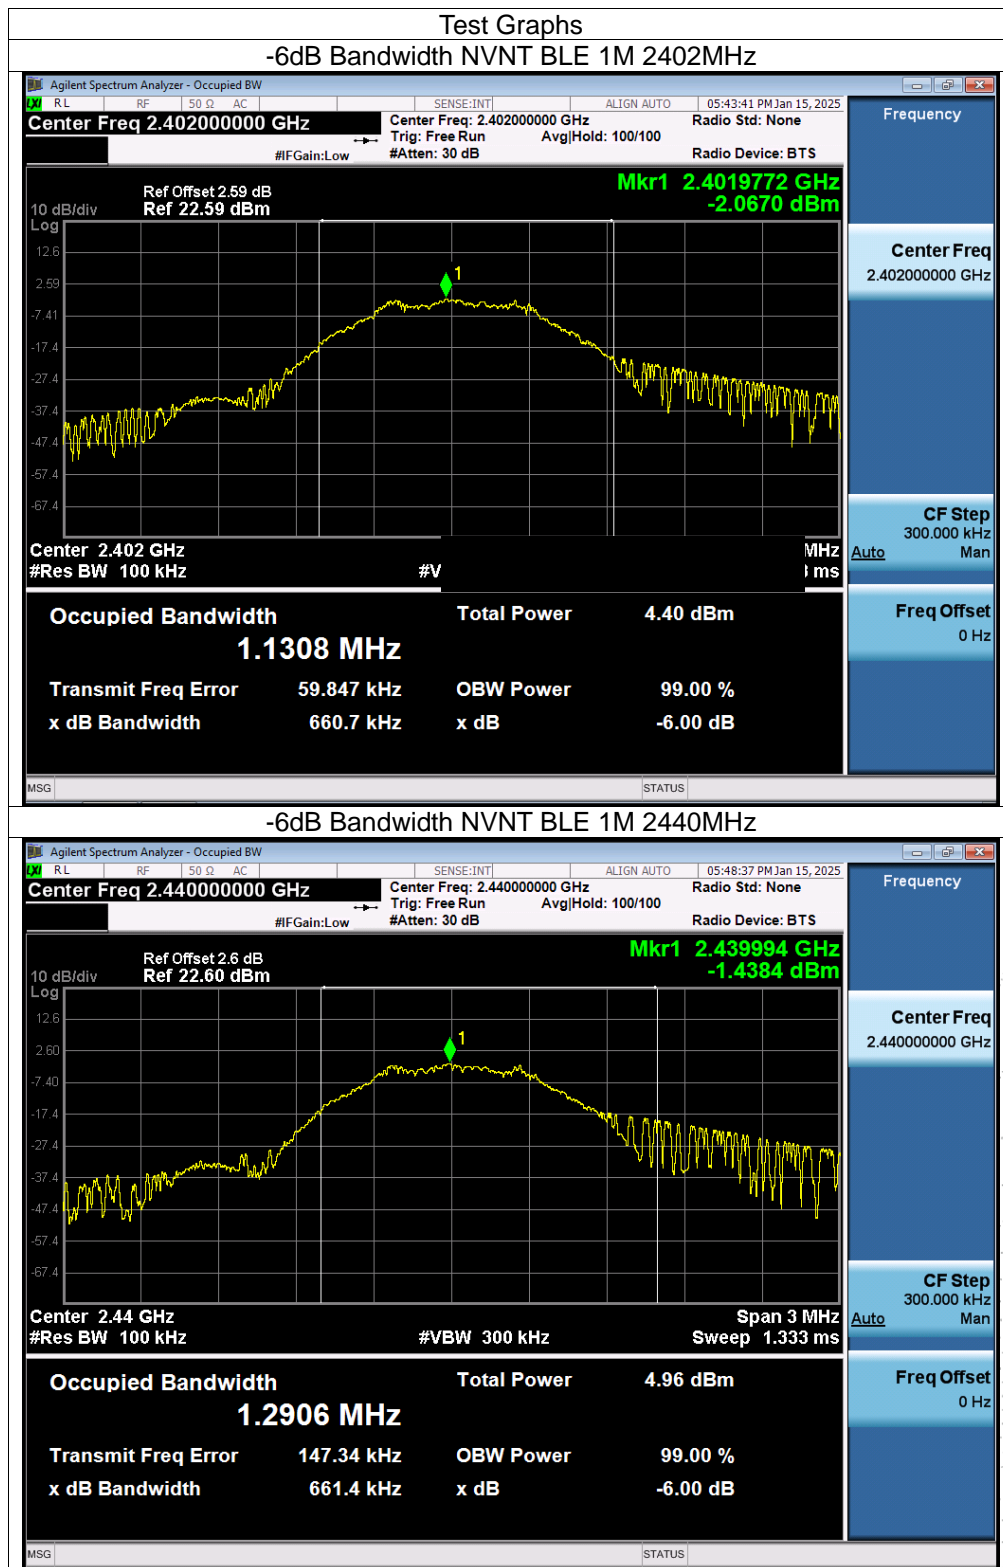 Test Graphs
-6dB Bandwidth NVNT BLE 1M 2402MHz
Agilent Spectrum Analyzer - Occupied BW
LXI RL RF 50 Ω AC SENSE:INT ALIGN AUTO 05:43:41 PM Jan 15, 2025
Center Freq 2.402000000 GHz Center Freq: 2.402000000 GHz Radio Std: None
Trig: Free Run Avg|Hold: 100/100
#IFGain:Low #Atten: 30 dB Radio Device: BTS
Frequency
Mkr1 2.4019772 GHz
-2.0670 dBm
Ref Offset 2.59 dB
10 dB/div Ref 22.59 dBm
Log
12.6
2.59
-7.41
-17.4
-27.4
-37.4
-47.4
-57.4
-67.4
1
Center Freq
2.402000000 GHz
Center 2.402 GHz MHz
#Res BW 100 kHz #V ms
CF Step
300.000 kHz
Auto Man
Occupied Bandwidth Total Power 4.40 dBm
1.1308 MHz
Transmit Freq Error 59.847 kHz OBW Power 99.00 %
x dB Bandwidth 660.7 kHz x dB -6.00 dB
Freq Offset
0 Hz
MSG STATUS
-6dB Bandwidth NVNT BLE 1M 2440MHz
Agilent Spectrum Analyzer - Occupied BW
LXI RL RF 50 Ω AC SENSE:INT ALIGN AUTO 05:48:37 PM Jan 15, 2025
Center Freq 2.440000000 GHz Center Freq: 2.440000000 GHz Radio Std: None
Trig: Free Run Avg|Hold: 100/100
#IFGain:Low #Atten: 30 dB Radio Device: BTS
Frequency
Mkr1 2.439994 GHz
-1.4384 dBm
Ref Offset 2.6 dB
10 dB/div Ref 22.60 dBm
Log
12.6
2.60
-7.40
-17.4
-27.4
-37.4
-47.4
-57.4
-67.4
1
Center Freq
2.440000000 GHz
Center 2.44 GHz Span 3 MHz
#Res BW 100 kHz #VBW 300 kHz Sweep 1.333 ms
CF Step
300.000 kHz
Auto Man
Occupied Bandwidth Total Power 4.96 dBm
1.2906 MHz
Transmit Freq Error 147.34 kHz OBW Power 99.00 %
x dB Bandwidth 661.4 kHz x dB -6.00 dB
Freq Offset
0 Hz
MSG STATUS